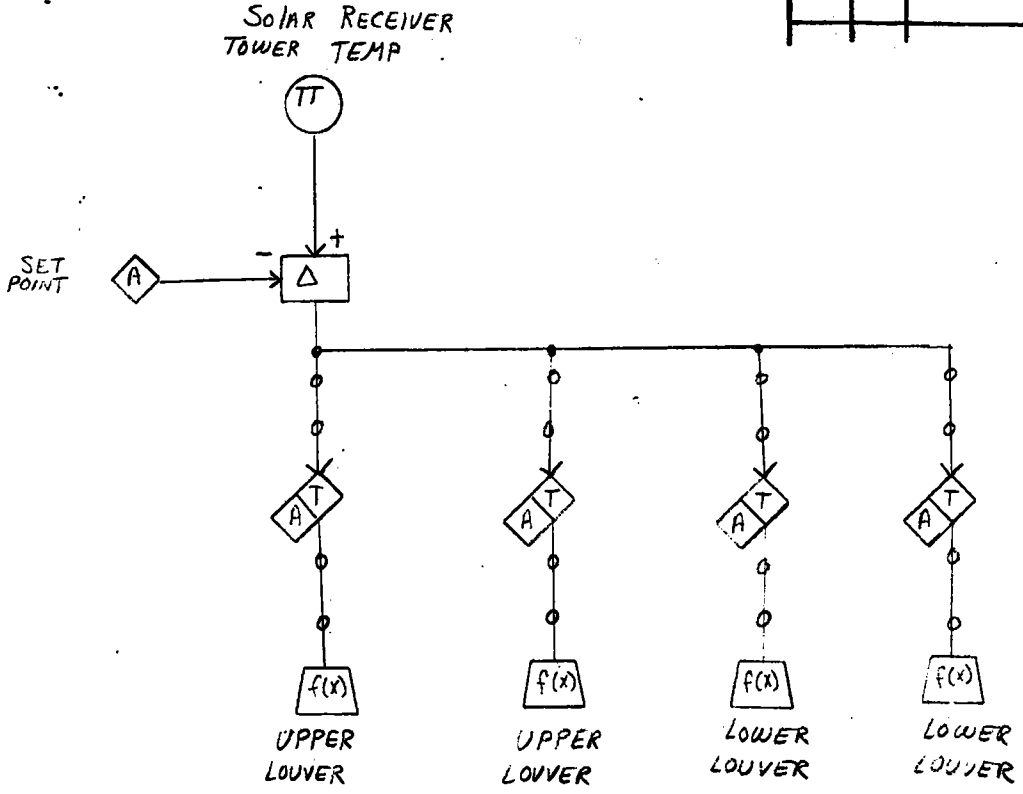 SOLAR RECEIVER
TOWER TEMP
TT
- +
SET
POINT
A
Δ
A T
A T
A T
A T
f(x)
f(x)
f(x)
f(x)
UPPER
LOUVER
UPPER
LOUVER
LOWER
LOUVER
LOWER
LOUVER